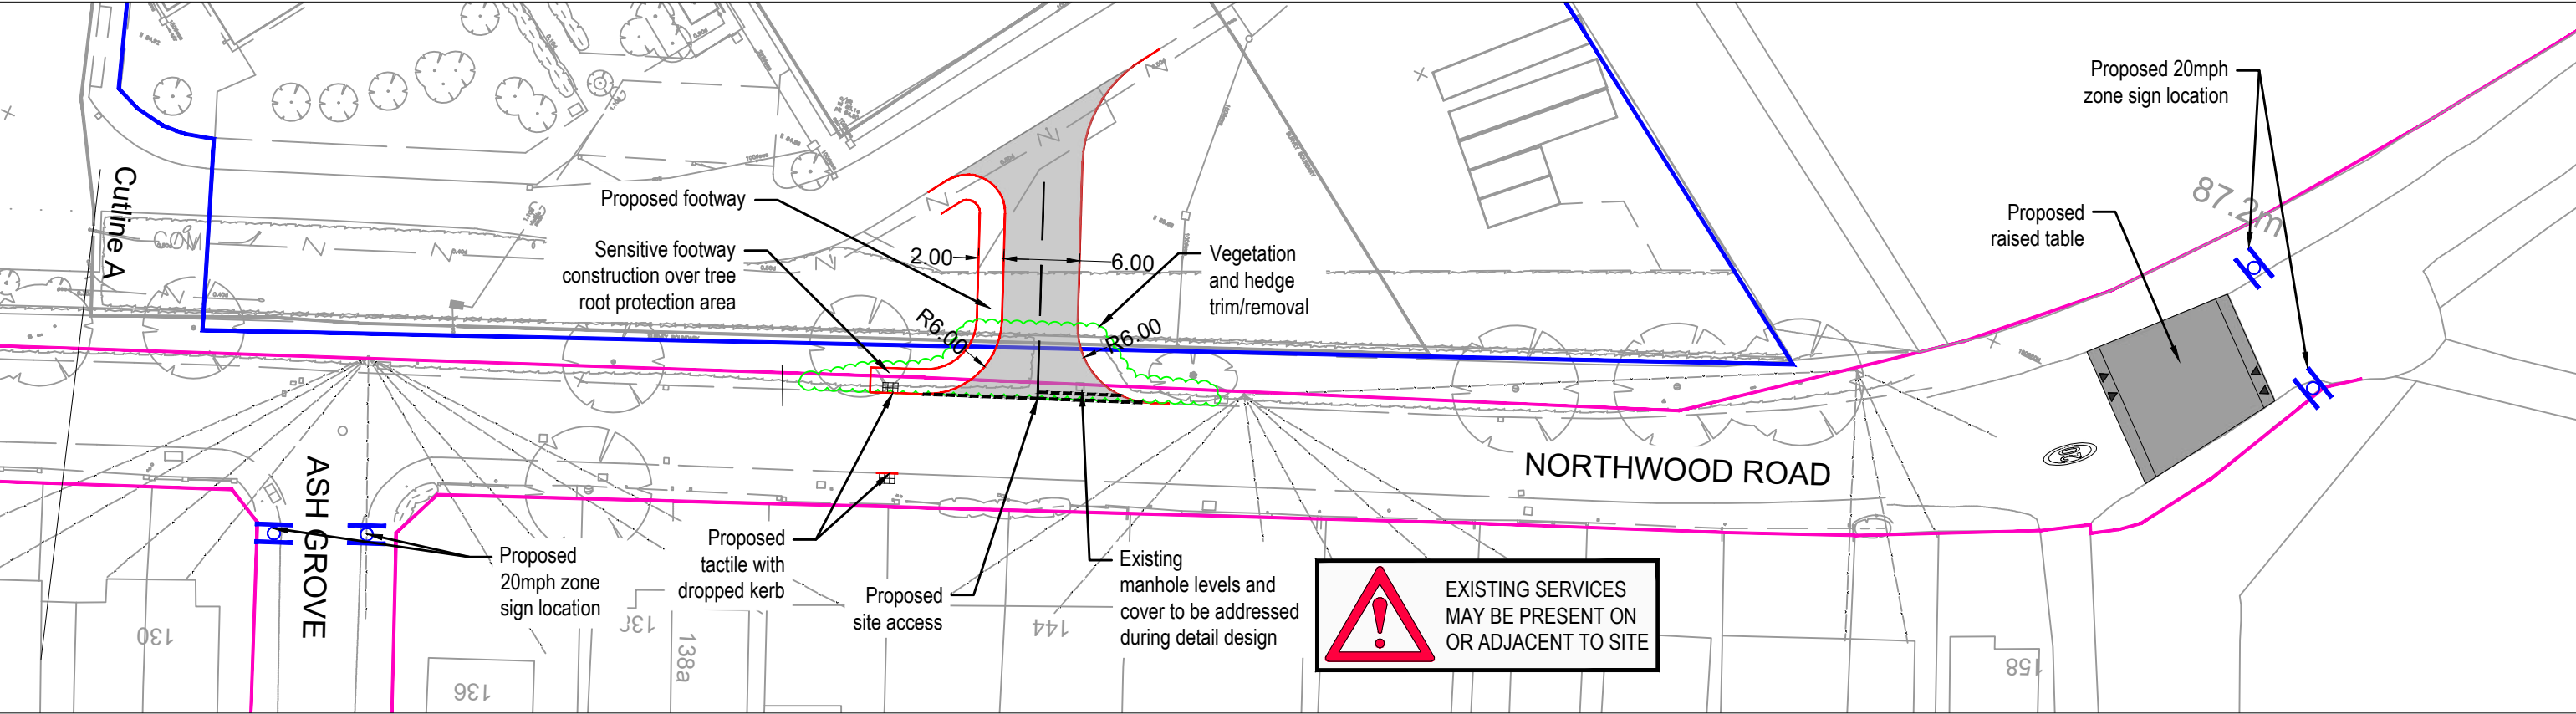 Proposed 20mph
zone sign location
87.2m
Proposed
raised table
Cutline A
Proposed footway
Sensitive footway
construction over tree
root protection area
2.00
6.00
Vegetation
and hedge
trim/removal
R6.00
R6.00
NORTHWOOD ROAD
20
ASH GROVE
Proposed
20mph zone
sign location
Proposed
tactile with
dropped kerb
Proposed
site access
Existing
manhole levels and
cover to be addressed
during detail design
EXISTING SERVICES
MAY BE PRESENT ON
OR ADJACENT TO SITE
130
136
138a
144
158